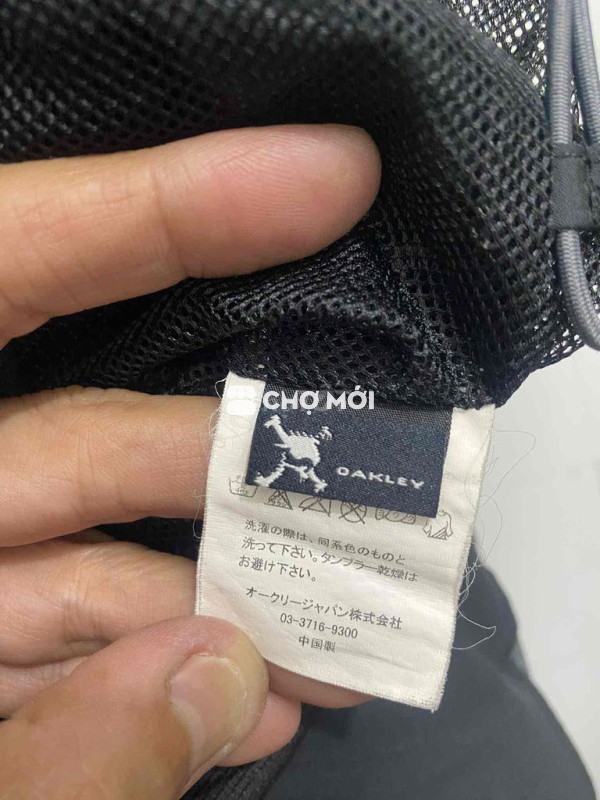 CHỢ MỚI
OAKLEY
洗濯の際は、同系色のものと
洗って下さい。タンブラー乾燥は
お避け下さい。
オークリージャパン株式会社
03-3716-9300
中国製